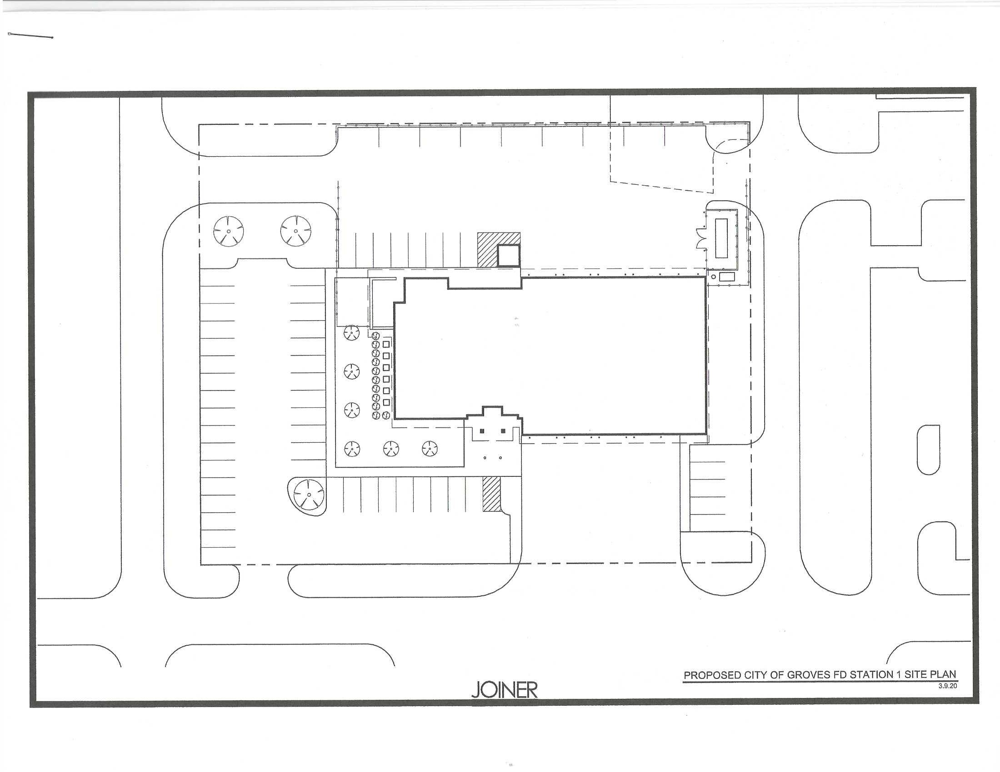 PROPOSED CITY OF GROVES FD STATION 1 SITE PLAN
3.9.20
JOINER